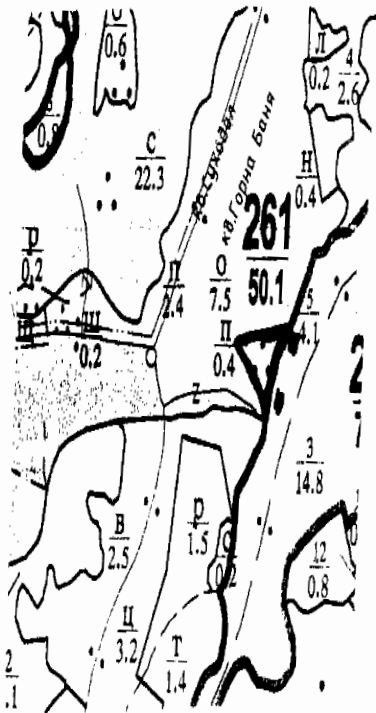 0.6
Л
0.2
4
2.6
С
22.3
кв.Суходол
кв.Горна Баня
Н
0.4
261
50.1
р
0.2
П
2.4
О
7.5
5
4.1
Ш
0.2
П
0.4
z
3
14.8
В
2.5
р
1.5
0.2
12
0.8
Ц
3.2
Т
1.4
2
.1